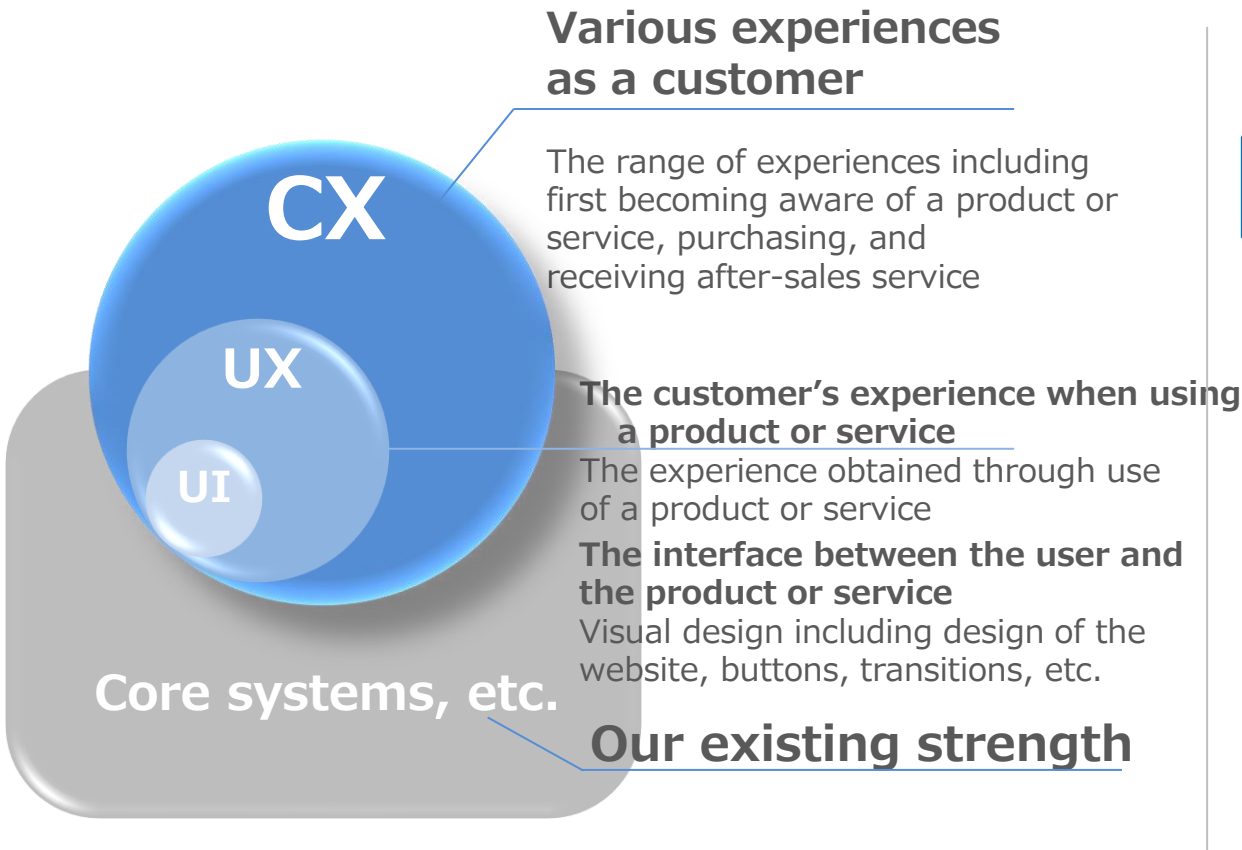 Various experiences
as a customer
CX
The range of experiences including
first becoming aware of a product or
service, purchasing, and
receiving after-sales service
UX
The customer’s experience when using
a product or service
UI
The experience obtained through use
of a product or service
The interface between the user and
the product or service
Visual design including design of the
website, buttons, transitions, etc.
Core systems, etc.
Our existing strength